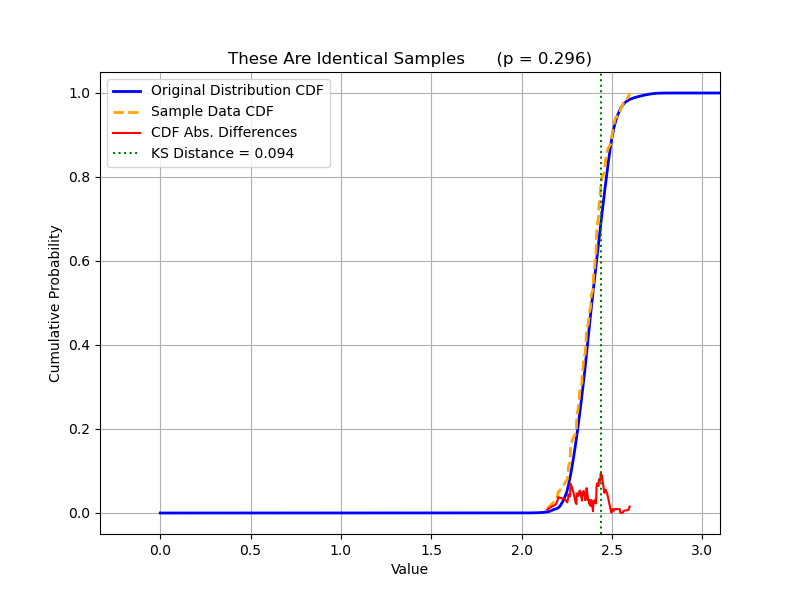 These Are Identical Samples (p = 0.296)
Original Distribution CDF
Sample Data CDF
CDF Abs. Differences
KS Distance = 0.094
1.0
0.8
0.6
0.4
0.2
0.0
Cumulative Probability
0.0 0.5 1.0 1.5 2.0 2.5 3.0
Value